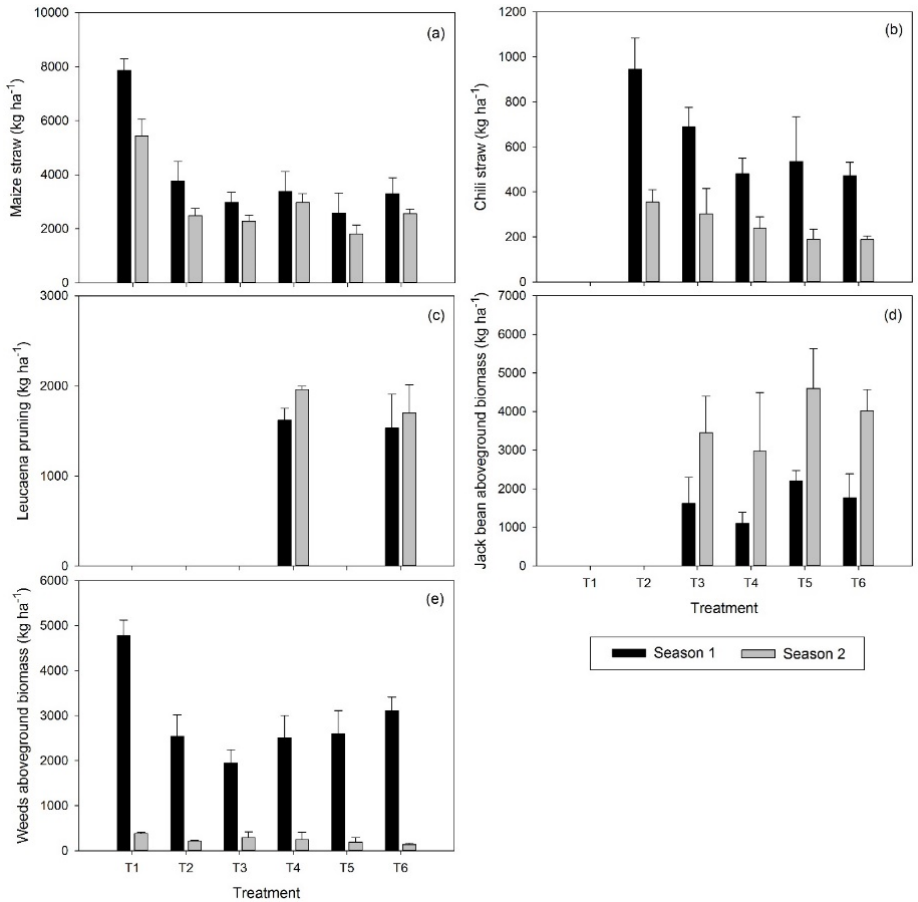 (a)
Maize straw (kg ha-1)
10000
8000
6000
4000
2000
0
(b)
Chili straw (kg ha-1)
1200
1000
800
600
400
200
0
(c)
Leucaena pruning (kg ha-1)
3000
2000
1000
0
(d)
Jack bean aboveground biomass (kg ha-1)
7000
6000
5000
4000
3000
2000
1000
0
T1 T2 T3 T4 T5 T6
Treatment
(e)
Weeds aboveground biomass (kg ha-1)
6000
5000
4000
3000
2000
1000
0
T1 T2 T3 T4 T5 T6
Treatment
Season 1 Season 2